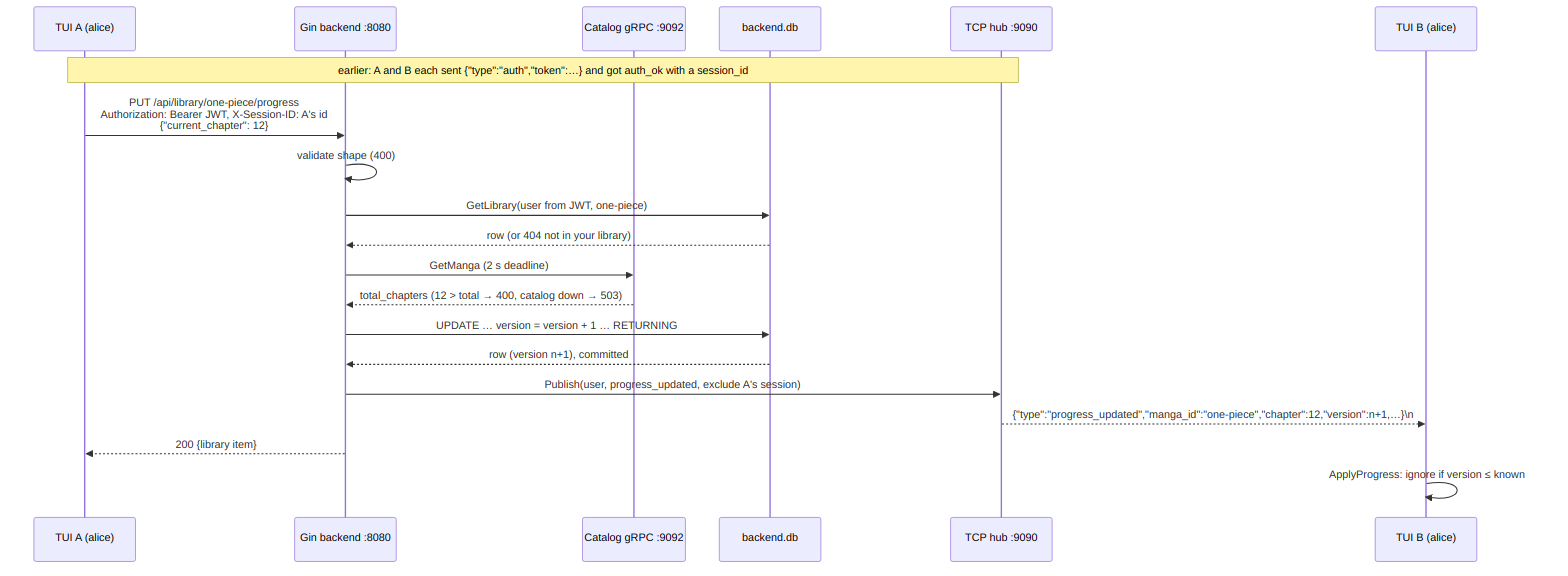 TUI A (alice)
Gin backend :8080
Catalog gRPC :9092
backend.db
TCP hub :9090
TUI B (alice)
earlier: A and B each sent {"type":"auth","token":…} and got auth_ok with a session_id
PUT /api/library/one-piece/progress
Authorization: Bearer JWT, X-Session-ID: A's id
{"current_chapter": 12}
validate shape (400)
GetLibrary(user from JWT, one-piece)
row (or 404 not in your library)
GetManga (2 s deadline)
total_chapters (12 > total → 400, catalog down → 503)
UPDATE … version = version + 1 … RETURNING
row (version n+1), committed
Publish(user, progress_updated, exclude A's session)
{"type":"progress_updated","manga_id":"one-piece","chapter":12,"version":n+1,…}\n
200 {library item}
ApplyProgress: ignore if version ≤ known
TUI A (alice)
Gin backend :8080
Catalog gRPC :9092
backend.db
TCP hub :9090
TUI B (alice)